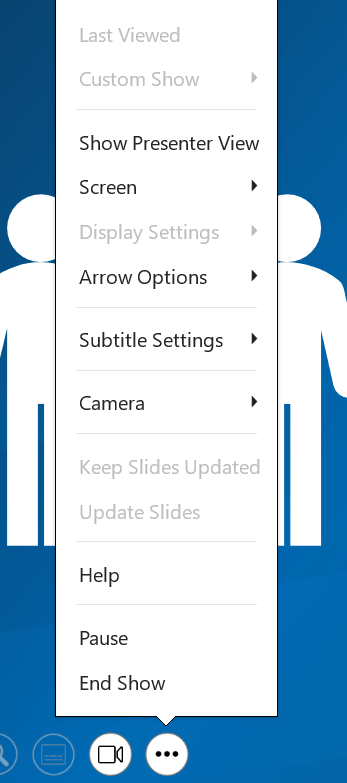 Last Viewed
Custom Show
Show Presenter View
Screen
Display Settings
Arrow Options
Subtitle Settings
Camera
Keep Slides Updated
Update Slides
Help
Pause
End Show